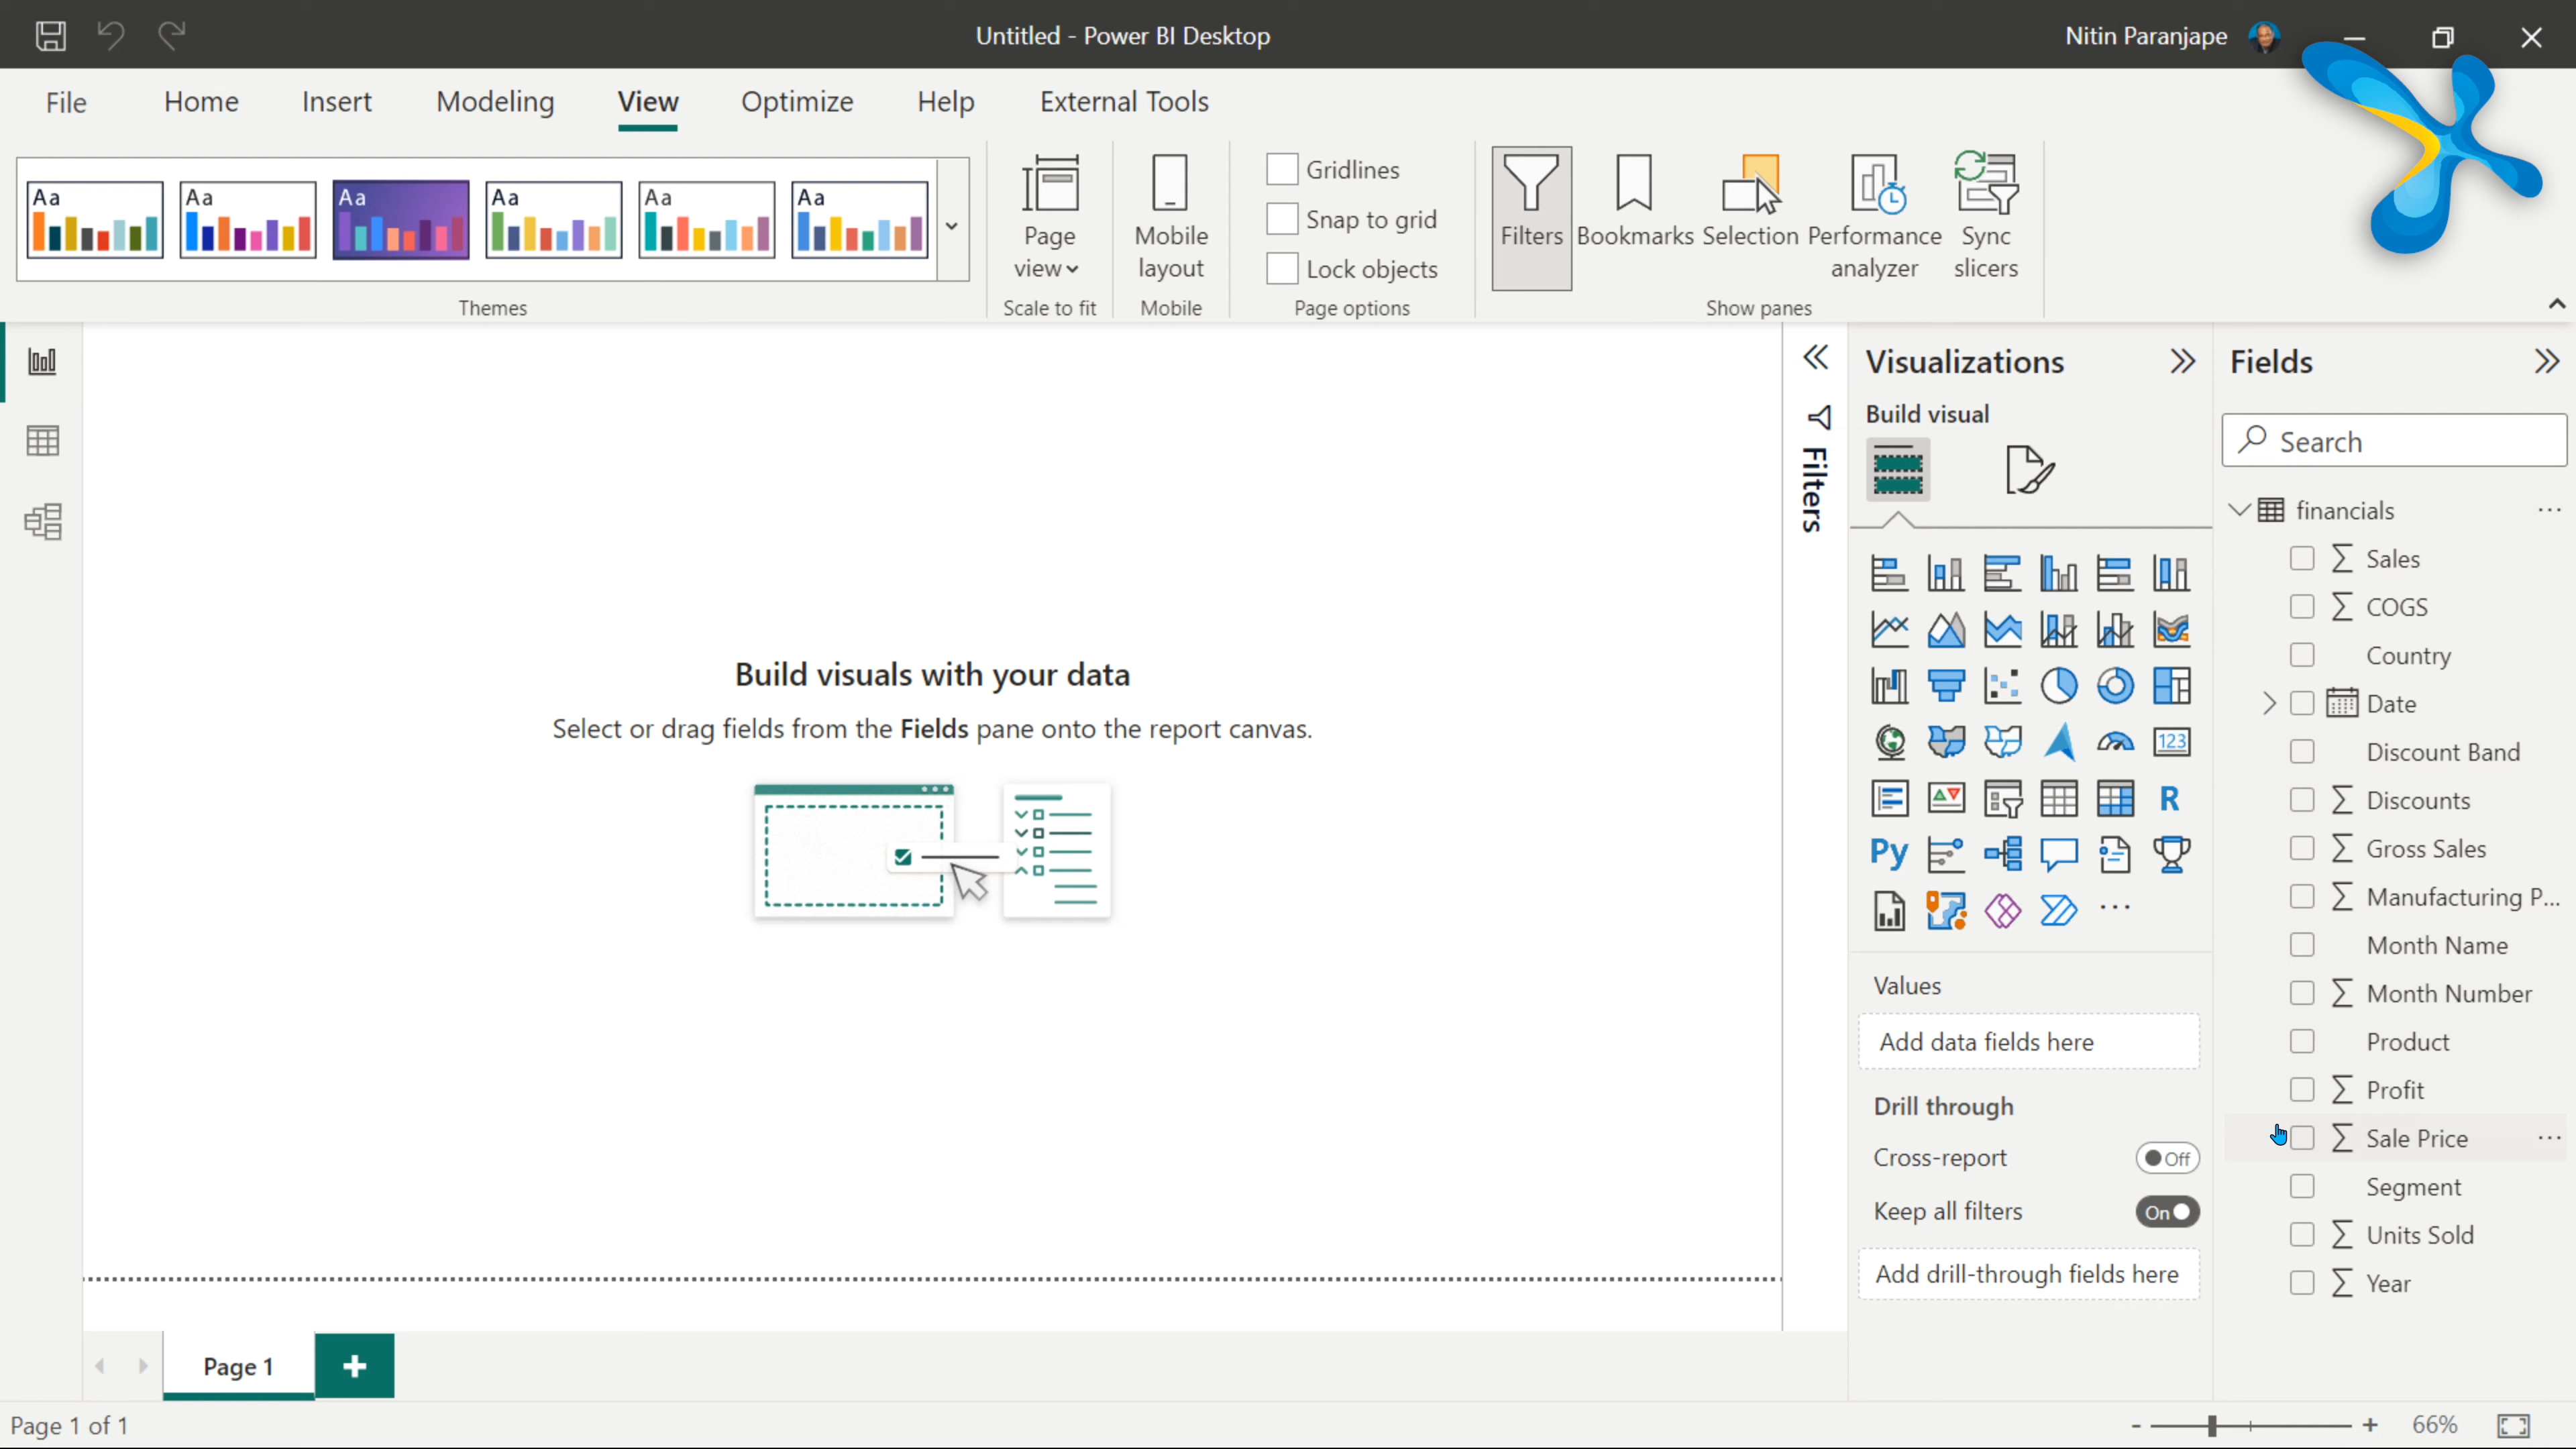 Untitled - Power BI Desktop
Nitin Paranjape
File
Home
Insert
Modeling
View
Optimize
Help
External Tools
Aa
Aa
Aa
Aa
Aa
Aa
Themes
Page
view
Scale to fit
Mobile
layout
Mobile
Gridlines
Snap to grid
Lock objects
Page options
Filters
Bookmarks
Selection
Performance
analyzer
Sync
slicers
Show panes
Build visuals with your data
Select or drag fields from the Fields pane onto the report canvas.
Filters
Visualizations
Build visual
123
R
Py
...
Values
Add data fields here
Drill through
Cross-report
Off
Keep all filters
On
Add drill-through fields here
Fields
Search
financials
...
Σ Sales
Σ COGS
Country
Date
Discount Band
Σ Discounts
Σ Gross Sales
Σ Manufacturing P...
Month Name
Σ Month Number
Product
Σ Profit
Σ Sale Price
...
Segment
Σ Units Sold
Σ Year
Page 1
+
Page 1 of 1
- + 66%